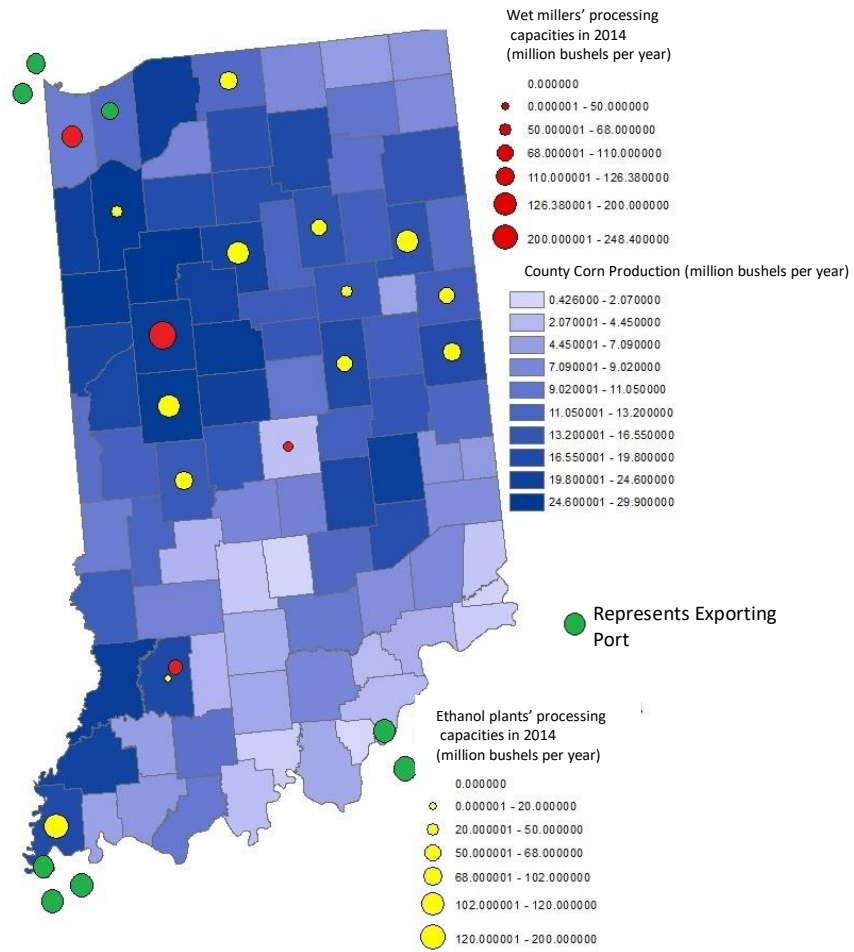 Wet millers’ processing
capacities in 2014
(million bushels per year)
0.000000
0.000001 - 50.000000
50.000001 - 68.000000
68.000001 - 110.000000
110.000001 - 126.380000
126.380001 - 200.000000
200.000001 - 248.400000
County Corn Production (million bushels per year)
0.426000 - 2.070000
2.070001 - 4.450000
4.450001 - 7.090000
7.090001 - 9.020000
9.020001 - 11.050000
11.050001 - 13.200000
13.200001 - 16.550000
16.550001 - 19.800000
19.800001 - 24.600000
24.600001 - 29.900000
Represents Exporting
Port
Ethanol plants’ processing
capacities in 2014
(million bushels per year)
0.000000
0.000001 - 20.000000
20.000001 - 50.000000
50.000001 - 68.000000
68.000001 - 102.000000
102.000001 - 120.000000
120.000001 - 200.000000